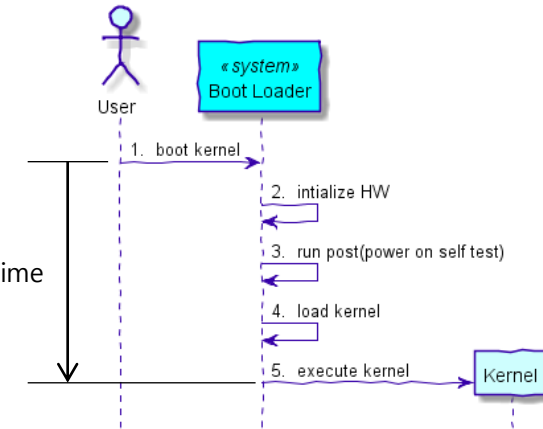 «system»
Boot Loader
User
1. boot kernel
2. intialize HW
3. run post(power on self test)
ime
4. load kernel
5. execute kernel
Kernel